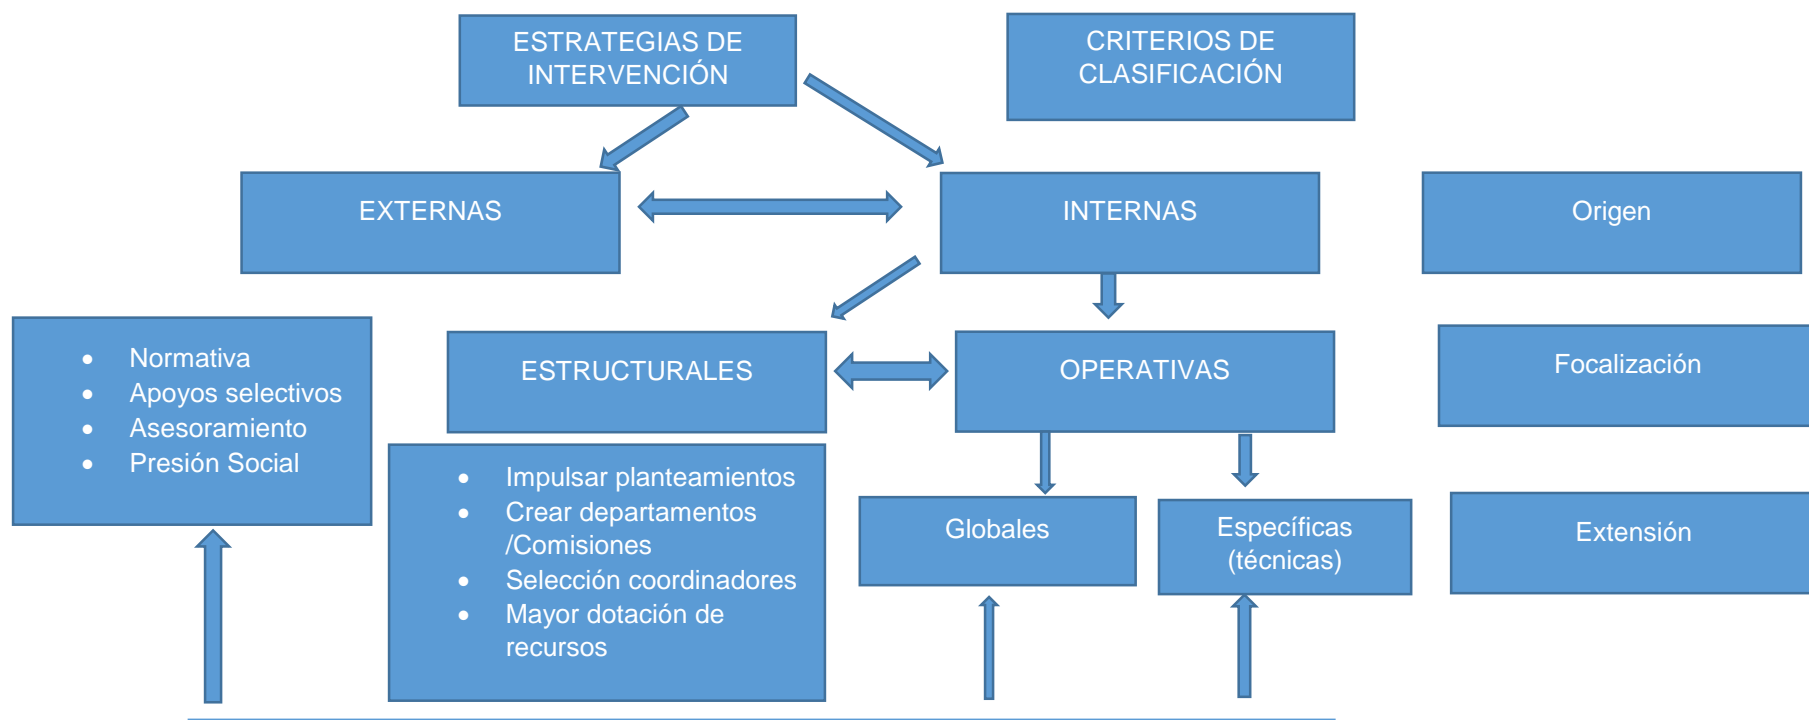 ESTRATEGIAS DE
INTERVENCIÓN
CRITERIOS DE
CLASIFICACIÓN
EXTERNAS
INTERNAS
Origen
• Normativa
• Apoyos selectivos
• Asesoramiento
• Presión Social
ESTRUCTURALES
OPERATIVAS
Focalización
• Impulsar planteamientos
• Crear departamentos
/Comisiones
• Selección coordinadores
• Mayor dotación de
recursos
Globales
Específicas
(técnicas)
Extensión